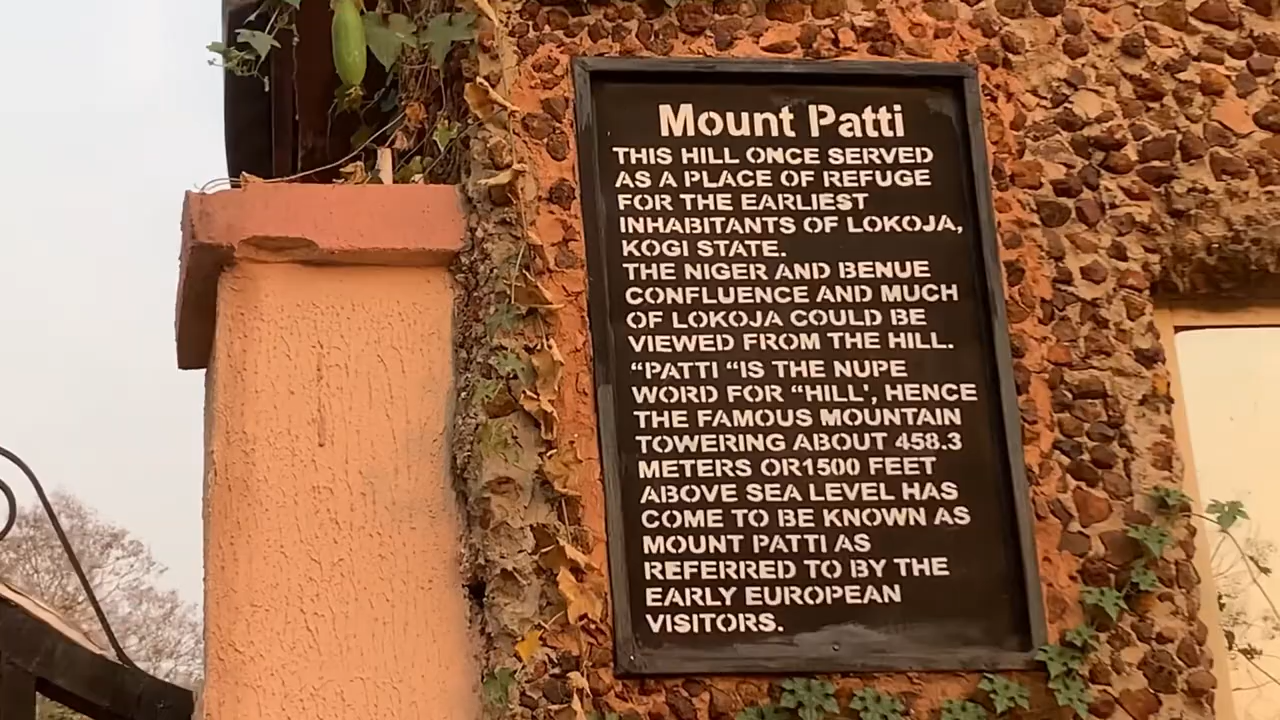 Mount Patti
THIS HILL ONCE SERVED
AS A PLACE OF REFUGE
FOR THE EARLIEST
INHABITANTS OF LOKOJA,
KOGI STATE.
THE NIGER AND BENUE
CONFLUENCE AND MUCH
OF LOKOJA COULD BE
VIEWED FROM THE HILL.
“PATTI “IS THE NUPE
WORD FOR “HILL', HENCE
THE FAMOUS MOUNTAIN
TOWERING ABOUT 458.3
METERS OR1500 FEET
ABOVE SEA LEVEL HAS
COME TO BE KNOWN AS
MOUNT PATTI AS
REFERRED TO BY THE
EARLY EUROPEAN
VISITORS.